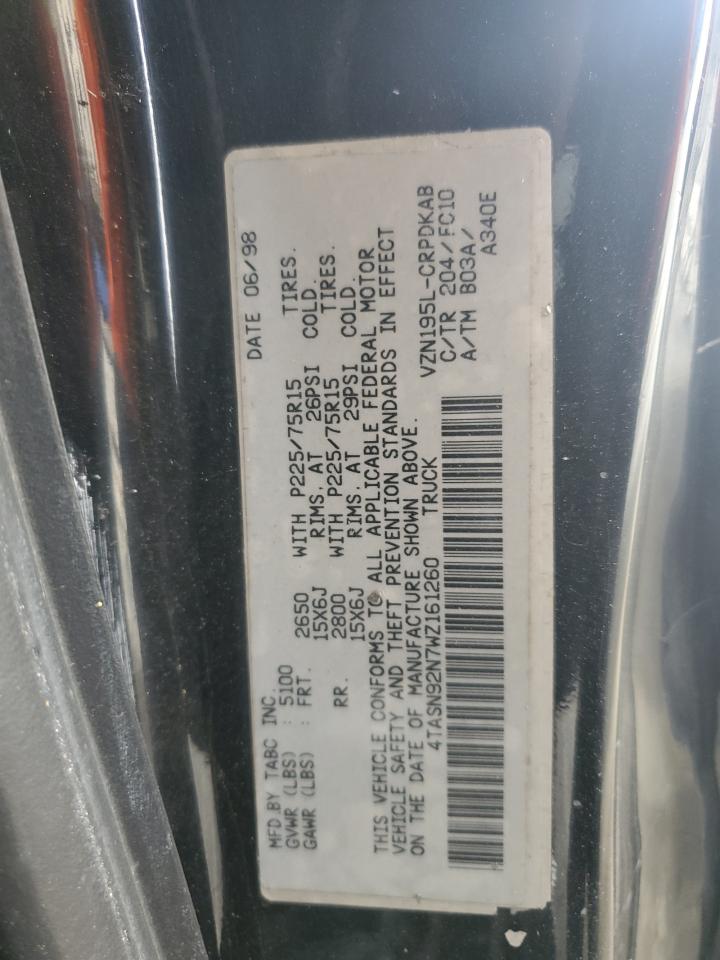 MFD BY TABC INC. DATE 06/98
GVWR (LBS) : 5100
GAWR (LBS) : FRT. 2650 WITH P225/75R15 TIRES.
15X6J RIMS. AT 26PSI COLD.
RR. 2800 WITH P225/75R15 TIRES.
15X6J RIMS. AT 29PSI COLD.
THIS VEHICLE CONFORMS TO ALL APPLICABLE FEDERAL MOTOR
VEHICLE SAFETY AND THEFT PREVENTION STANDARDS IN EFFECT
ON THE DATE OF MANUFACTURE SHOWN ABOVE.
4TASN92N7WZ161260 TRUCK
VZN195L-CRPDKAB
C/TR 204/FC10
A/TM B03A/
A340E